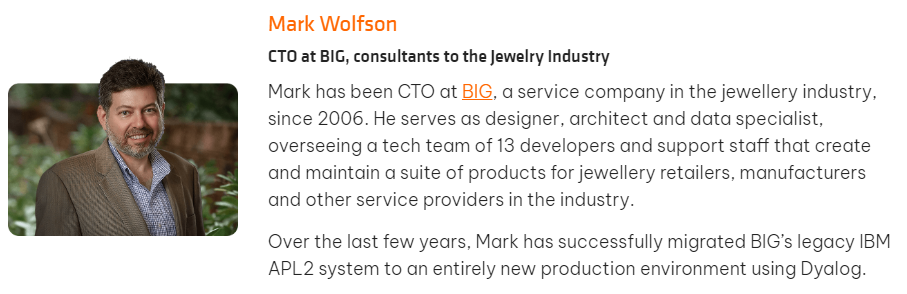 Mark Wolfson
CTO at BIG, consultants to the Jewelry Industry
Mark has been CTO at BIG, a service company in the jewellery industry,
since 2006. He serves as designer, architect and data specialist,
overseeing a tech team of 13 developers and support staff that create
and maintain a suite of products for jewellery retailers, manufacturers
and other service providers in the industry.
Over the last few years, Mark has successfully migrated BIG’s legacy IBM
APL2 system to an entirely new production environment using Dyalog.